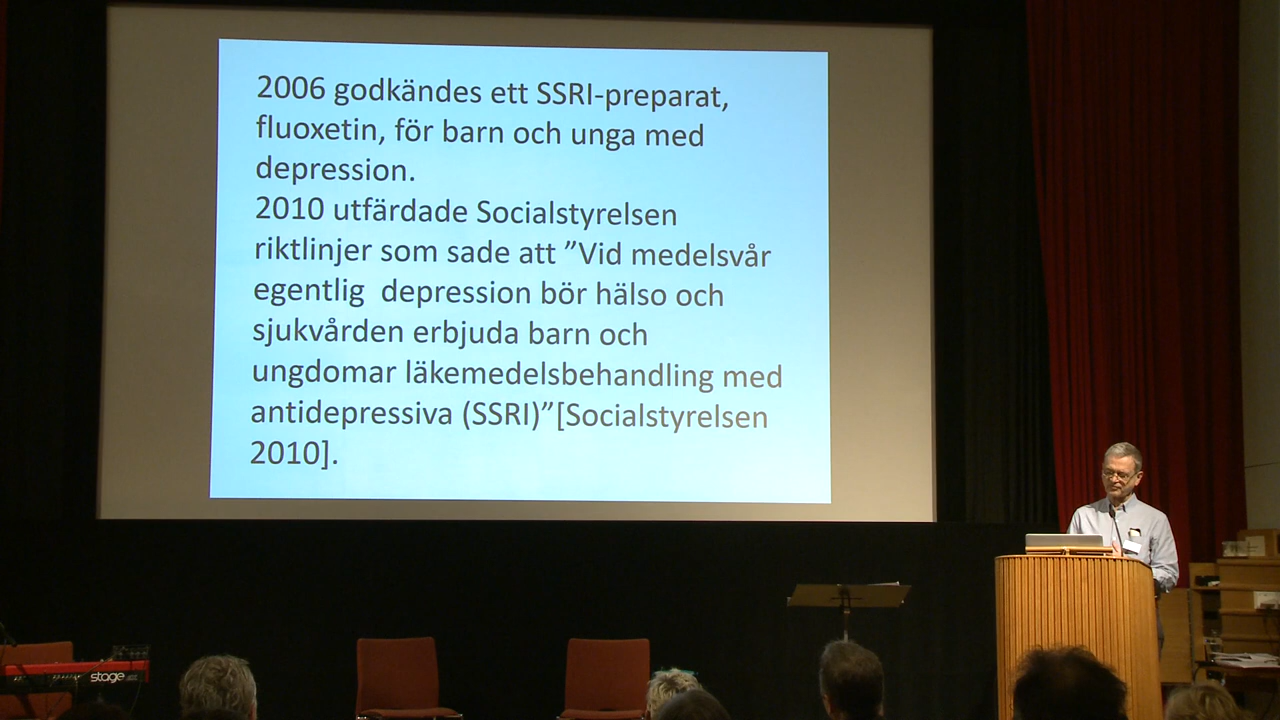 2006 godkändes ett SSRI-preparat,
fluoxetin, för barn och unga med
depression.
2010 utfärdade Socialstyrelsen
riktlinjer som sade att ”Vid medelsvår
egentlig  depression bör hälso och
sjukvården erbjuda barn och
ungdomar läkemedelsbehandling med
antidepressiva (SSRI)”[Socialstyrelsen
2010].
stage